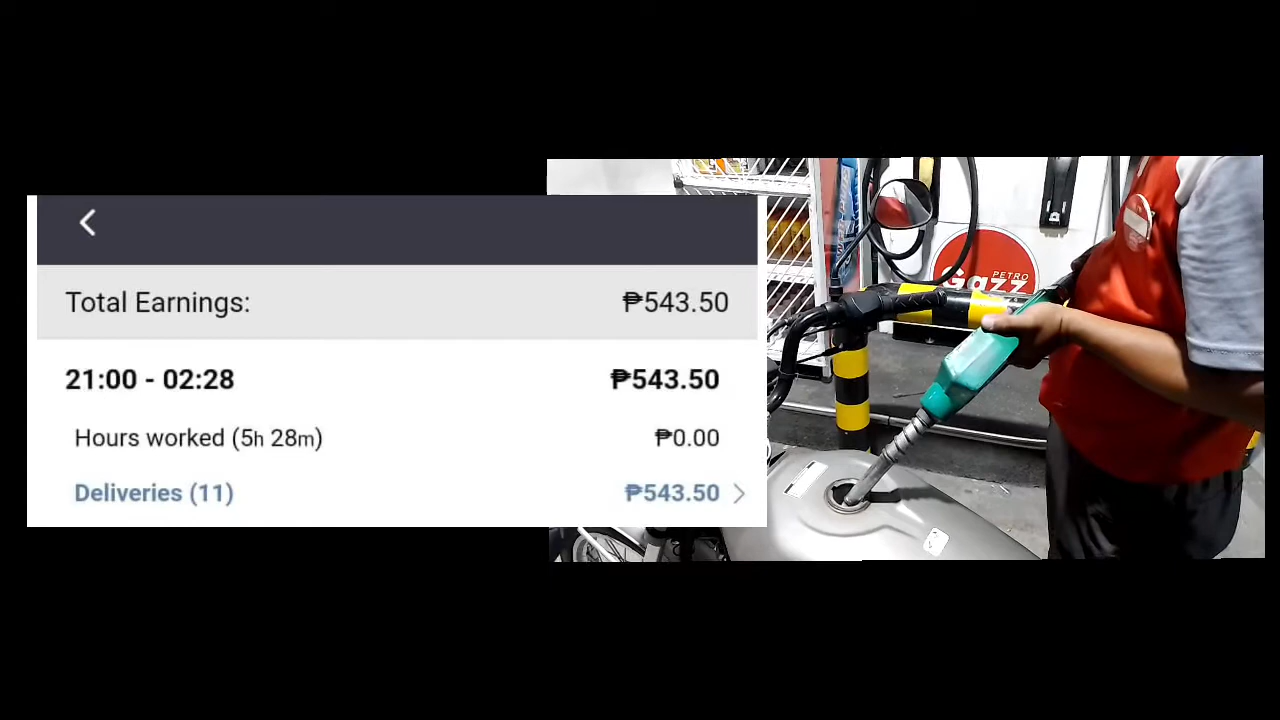 Total Earnings: ₱543.50
21:00 - 02:28 ₱543.50
Hours worked (5h 28m) ₱0.00
Deliveries (11) ₱543.50
PETRO
Gazz